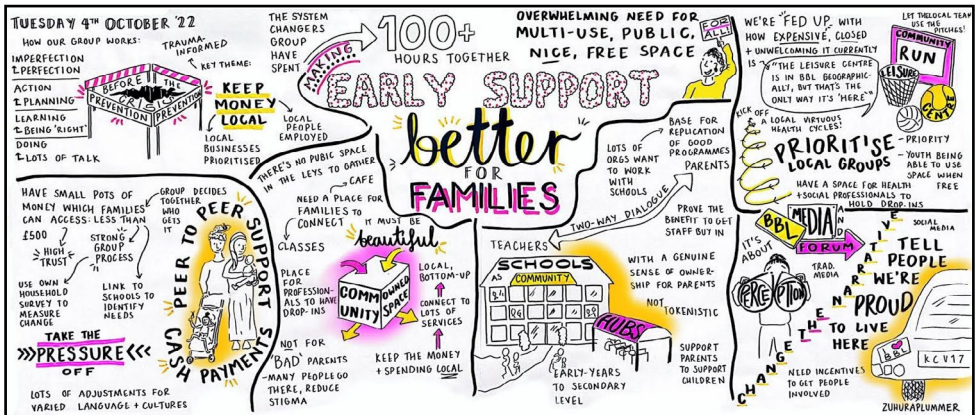 TUESDAY 4TH OCTOBER '22
HOW OUR GROUP WORKS:
IMPERFECTION
> PERFECTION
ACTION
> PLANNING
LEARNING
> BEING 'RIGHT'
DOING
> LOTS OF TALK
TRAUMA-
INFORMED
KEY THEME:
BEFORE THE
CRISIS
PREVENTION PREVENTION
KEEP
MONEY
LOCAL
LOCAL
BUSINESSES
PRIORITISED
LOCAL
PEOPLE
EMPLOYED
THE SYSTEM
CHANGERS
GROUP
HAVE
SPENT
100+
HOURS TOGETHER
MAKING
EARLY SUPPORT
better
FOR
FAMILIES
OVERWHELMING NEED FOR
MULTI-USE, PUBLIC,
NICE, FREE SPACE
FOR
ALL!
WE'RE "FED UP" WITH
HOW EXPENSIVE, CLOSED
+ UNWELCOMING IT CURRENTLY
IS
"THE LEISURE CENTRE
IS IN BBL GEOGRAPHIC-
ALLY, BUT THAT'S THE
ONLY WAY IT'S 'HERE'"
LET THE LOCAL TEAM
USE THE
PITCHES!
COMMUNITY
RUN
LEISURE
CENTRE
KICK OFF
A LOCAL VIRTUOUS
HEALTH CYCLES!
PRIORITISE
LOCAL GROUPS
- PRIORITY
- YOUTH BEING
ABLE TO USE
SPACE WHEN
FREE
HAVE A SPACE FOR HEALTH
+ SOCIAL PROFESSIONALS TO
HOLD DROP-INS
HAVE SMALL POTS OF
MONEY WHICH FAMILIES
CAN ACCESS: LESS THAN
£500
HIGH
TRUST
STRONG
GROUP
PROCESS
GROUP DECIDES
TOGETHER
WHO
GETS
IT
USE OWN
HOUSEHOLD
SURVEY TO
MEASURE
CHANGE
LINK TO
SCHOOLS TO
IDENTIFY
NEEDS
TAKE THE
PRESSURE
OFF
LOTS OF ADJUSTMENTS FOR
VARIED LANGUAGE + CULTURES
PEER TO PEER SUPPORT
CASH PAYMENTS
THERE'S NO PUBIC SPACE
IN THE LEYS TO GATHER
CAFE
NEED A PLACE FOR
FAMILIES TO
CONNECT
CLASSES
IT MUST BE
beautiful
PLACE
FOR
PROFESSION-
ALS TO HAVE
DROP-INS
COMMUNITY
OWNED
SPACE
LOCAL,
BOTTOM-UP
CONNECT TO
LOTS OF
SERVICES
KEEP THE MONEY
+ SPENDING LOCAL
NOT FOR
'BAD' PARENTS
- MANY PEOPLE GO
THERE, REDUCE
STIGMA
LOTS OF
ORGS WANT
TO WORK
WITH
SCHOOLS
BASE FOR
REPLICATION
OF GOOD
PROGRAMMES
PARENTS
TWO-WAY DIALOGUE
TEACHERS
PROVE THE
BENEFIT TO GET
STAFF BUY IN
SCHOOLS
AS
COMMUNITY
HUBS
WITH A GENUINE
SENSE OF OWNER-
SHIP FOR PARENTS
NOT
TOKENISTIC
SUPPORT
PARENTS
TO SUPPORT
CHILDREN
EARLY-YEARS
TO SECONDARY
LEVEL
BBL
MEDIA
FORUM
TRAD.
MEDIA
SOCIAL
MEDIA
IT'S
ABOUT
PERCEPTION
CHANGE THE NARRATIVE
TELL
PEOPLE
WE'RE
PROUD
TO LIVE
HERE
NEED INCENTIVES
TO GET PEOPLE
INVOLVED
BBL
KCV17
ZUHURAPLUMMER